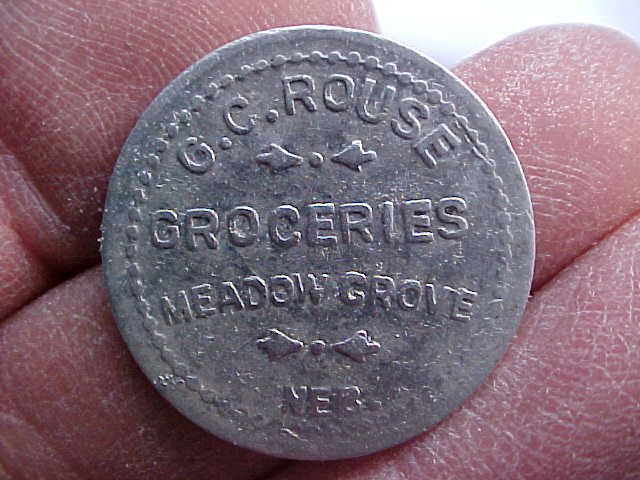 G.C. ROUSE
GROCERIES
MEADOW GROVE
NEB.